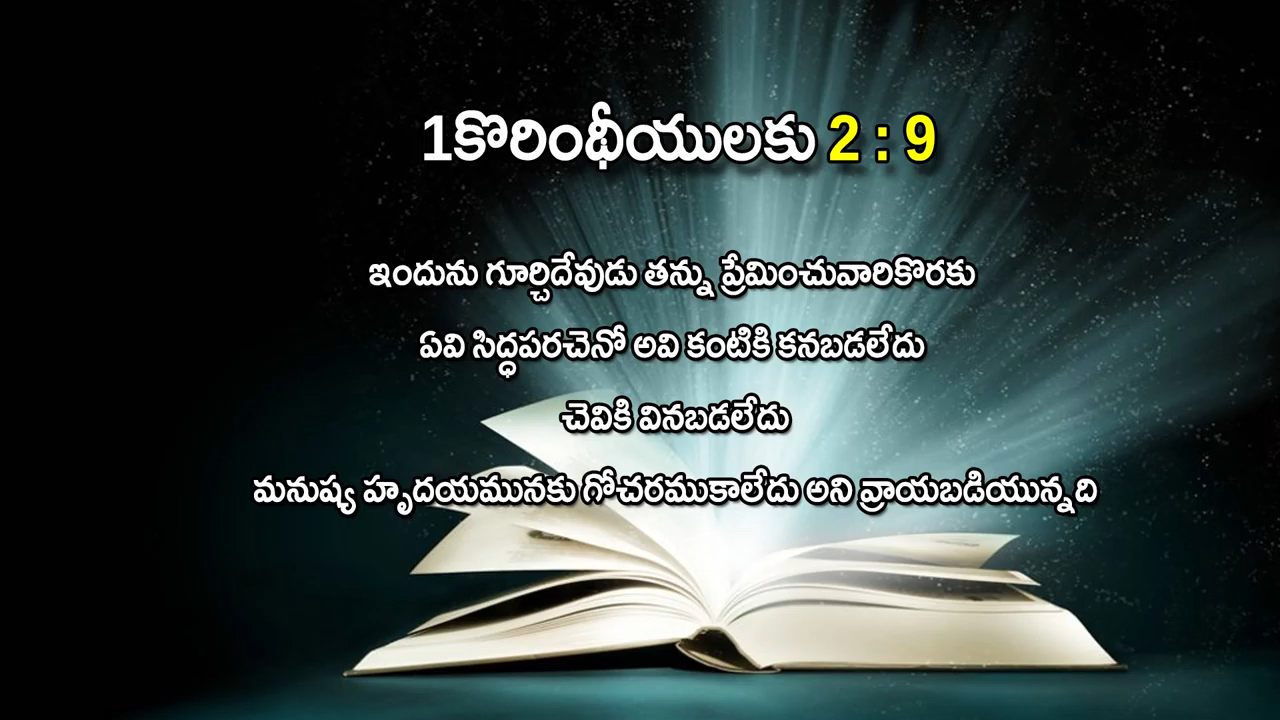 1కొరింథీయులకు 2 : 9
ఇందును గూర్చిదేవుడు తన్ను ప్రేమించువారికొరకు
ఏవి సిద్ధపరచెనో అవి కంటికి కనబడలేదు
చెవికి వినబడలేదు
మనుష్య హృదయమునకు గోచరముకాలేదు అని వ్రాయబడియున్నది